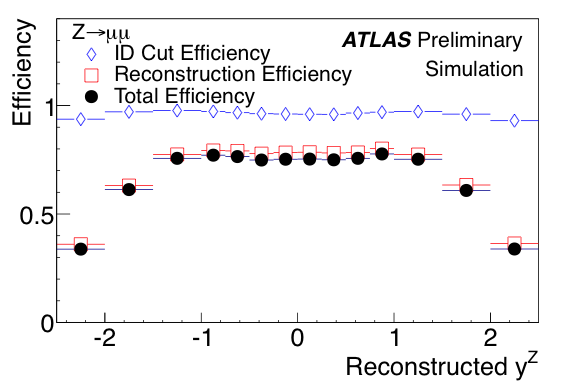 Z→μμ
ATLAS Preliminary
Simulation
ID Cut Efficiency
Reconstruction Efficiency
Total Efficiency
Efficiency
1
0.5
0
-2 -1 0 1 2
Reconstructed y^Z